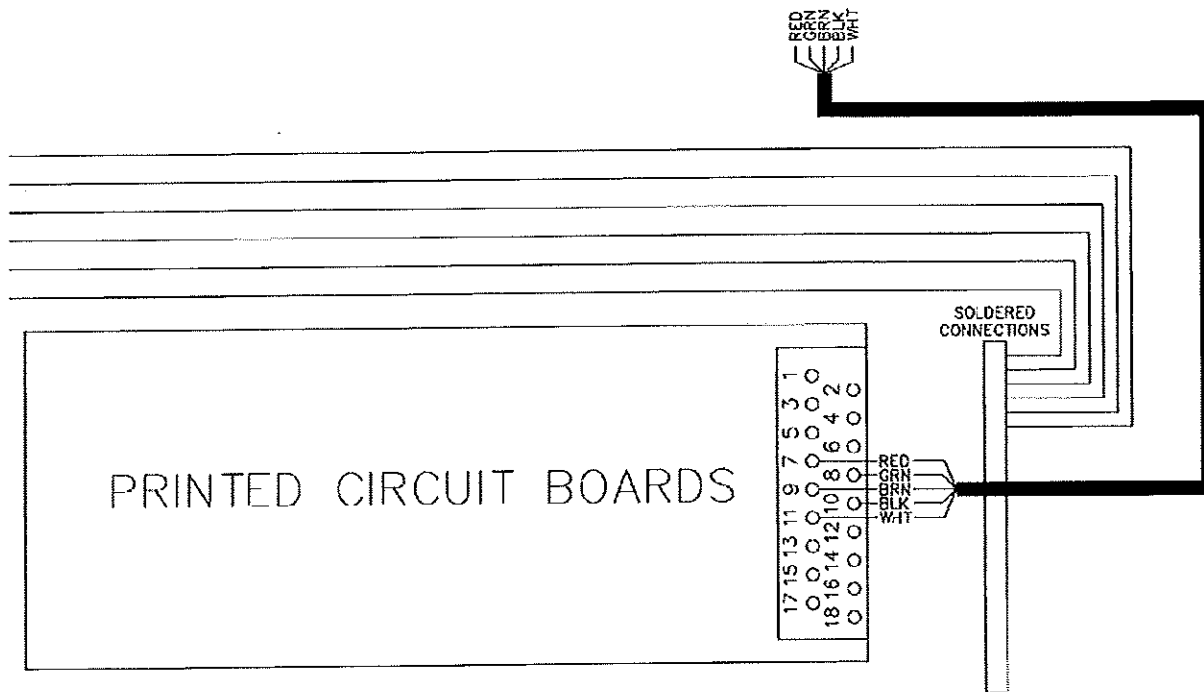 RED
GRN
BRN
BLK
WHT
SOLDERED
CONNECTIONS
PRINTED CIRCUIT BOARDS
1
3
5
7
9
11
13
15
17
2
4
6
8
10
12
14
16
18
RED
GRN
BRN
BLK
WHT